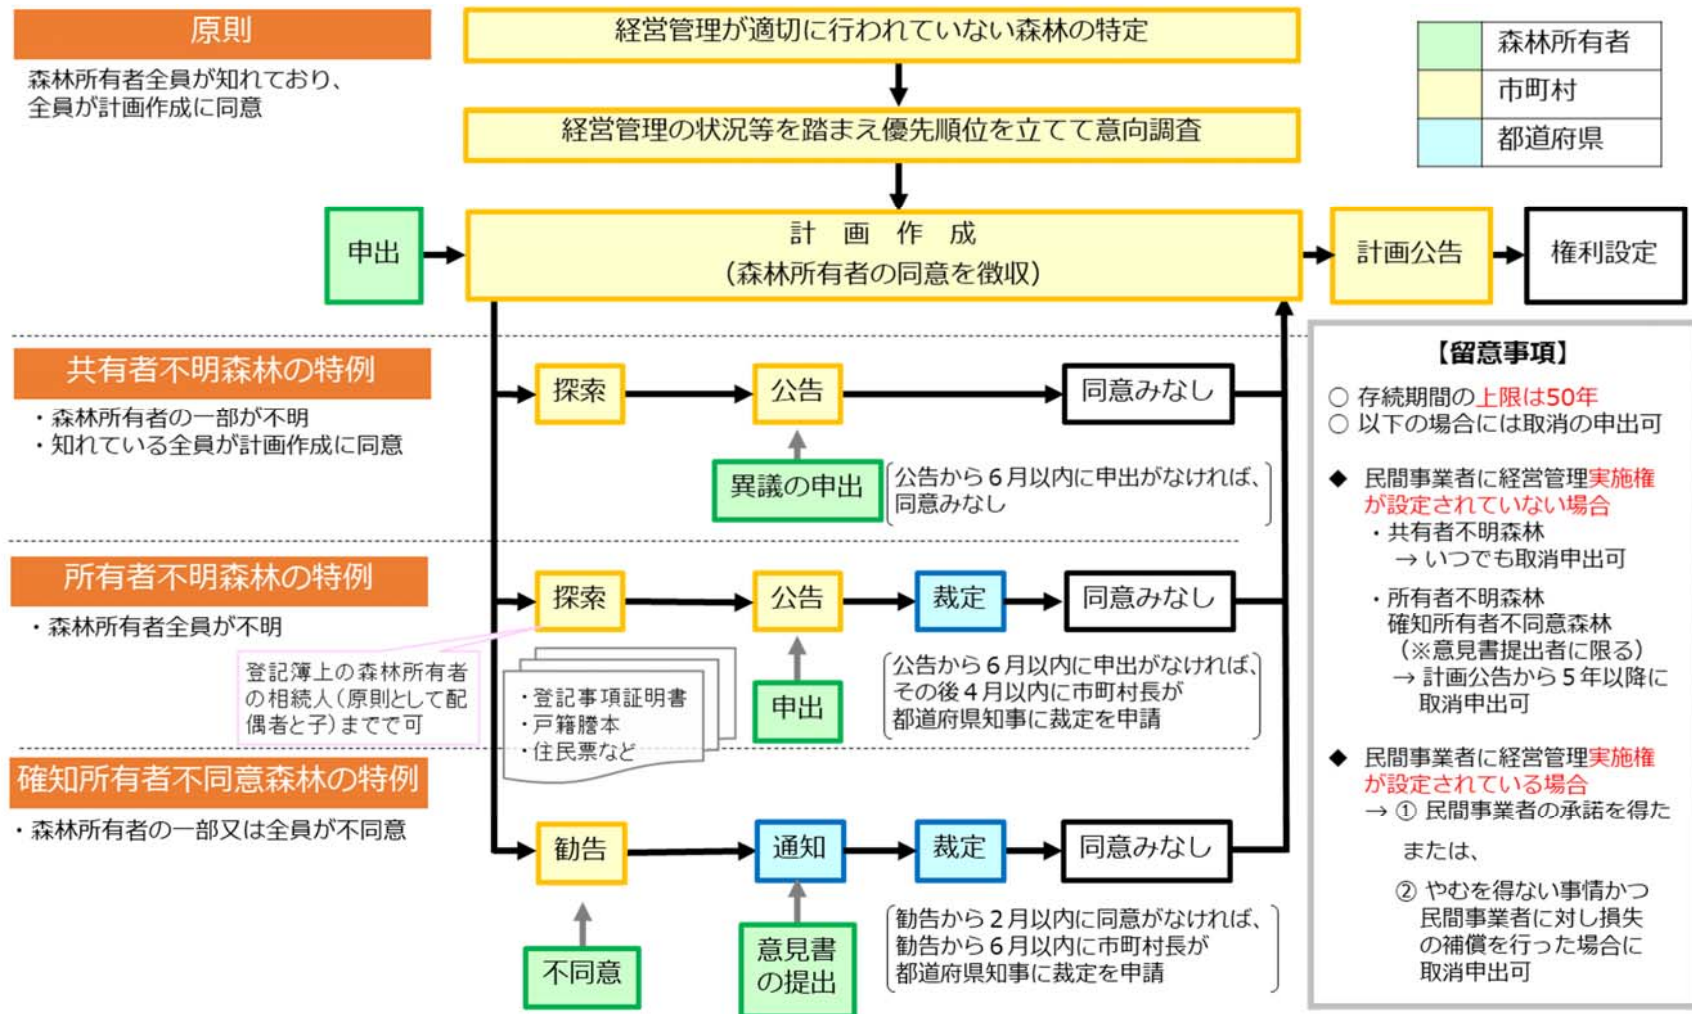 原則
森林所有者全員が知れており、
全員が計画作成に同意
経営管理が適切に行われていない森林の特定
経営管理の状況等を踏まえ優先順位を立てて意向調査
森林所有者
市町村
都道府県
申出
計 画 作 成
(森林所有者の同意を徴収)
計画公告
権利設定
共有者不明森林の特例
・森林所有者の一部が不明
・知れている全員が計画作成に同意
探索
公告
同意みなし
異議の申出
公告から6月以内に申出がなければ、
同意みなし
所有者不明森林の特例
・森林所有者全員が不明
探索
公告
裁定
同意みなし
登記簿上の森林所有者
の相続人(原則として配
偶者と子)までで可
・登記事項証明書
・戸籍謄本
・住民票など
申出
公告から6月以内に申出がなければ、
その後4月以内に市町村長が
都道府県知事に裁定を申請
確知所有者不同意森林の特例
・森林所有者の一部又は全員が不同意
勧告
通知
裁定
同意みなし
不同意
意見書
の提出
勧告から2月以内に同意がなければ、
勧告から6月以内に市町村長が
都道府県知事に裁定を申請
【留意事項】
○ 存続期間の上限は50年
○ 以下の場合には取消の申出可
◆ 民間事業者に経営管理実施権
が設定されていない場合
・共有者不明森林
→ いつでも取消申出可
・所有者不明森林
確知所有者不同意森林
(※意見書提出者に限る)
→ 計画公告から5年以降に
取消申出可
◆ 民間事業者に経営管理実施権
が設定されている場合
→ ① 民間事業者の承諾を得た
または、
② やむを得ない事情かつ
民間事業者に対し損失
の補償を行った場合に
取消申出可